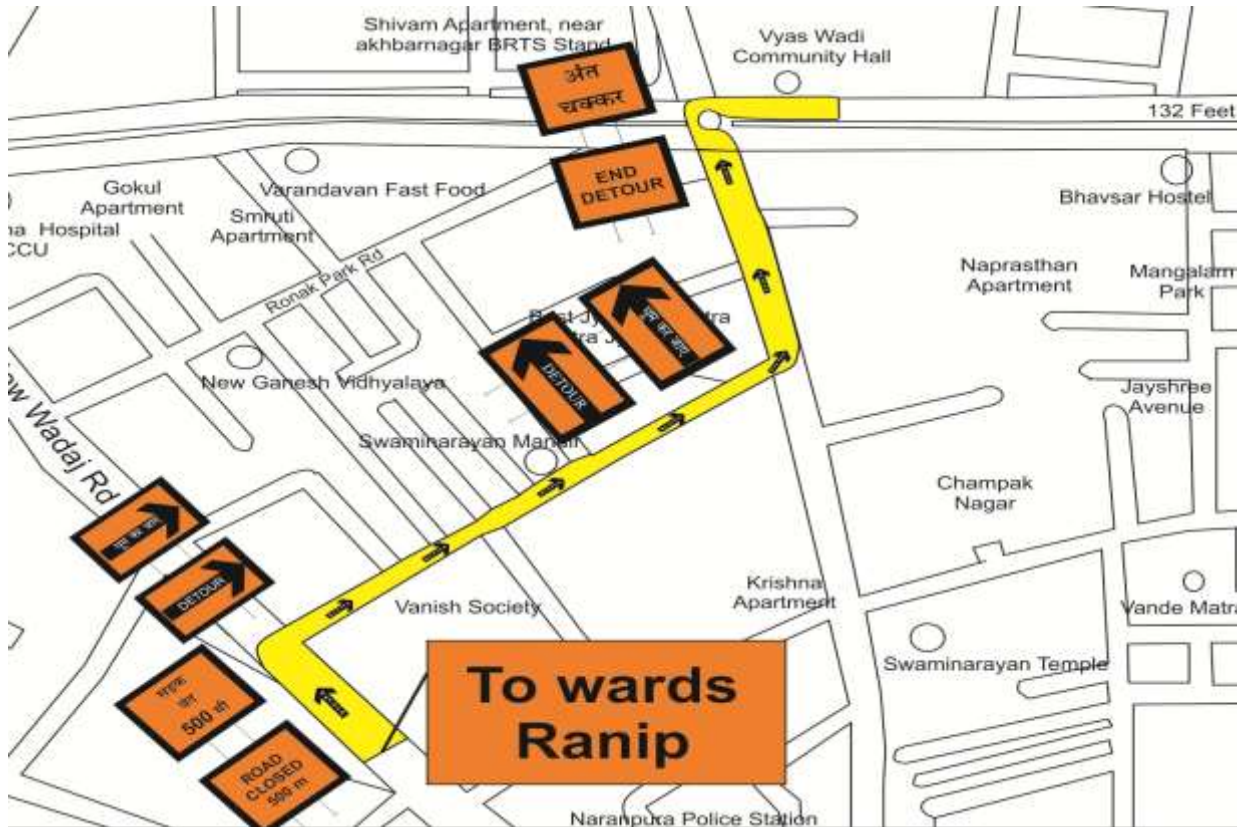 Shivam Apartment, near
akhbarnagar BRTS Stand
Vyas Wadi
Community Hall
अंत
चक्कर
132 Feet
END
DETOUR
Gokul
Apartment
Varandavan Fast Food
Bhavsar Hostel
Hospital
CCU
Smruti
Apartment
Ronak Park Rd
Naprasthan
Apartment
Mangalam
Park
DETOUR
New Ganesh Vidhyalaya
Jayshree
Avenue
Swaminarayan
Wadaj Rd
Champak
Nagar
DETOUR
Vanish Society
Krishna
Apartment
Vande
Swaminarayan Temple
500
ROAD
CLOSED
500 m
To wards
Ranip
Naranpura Police Station